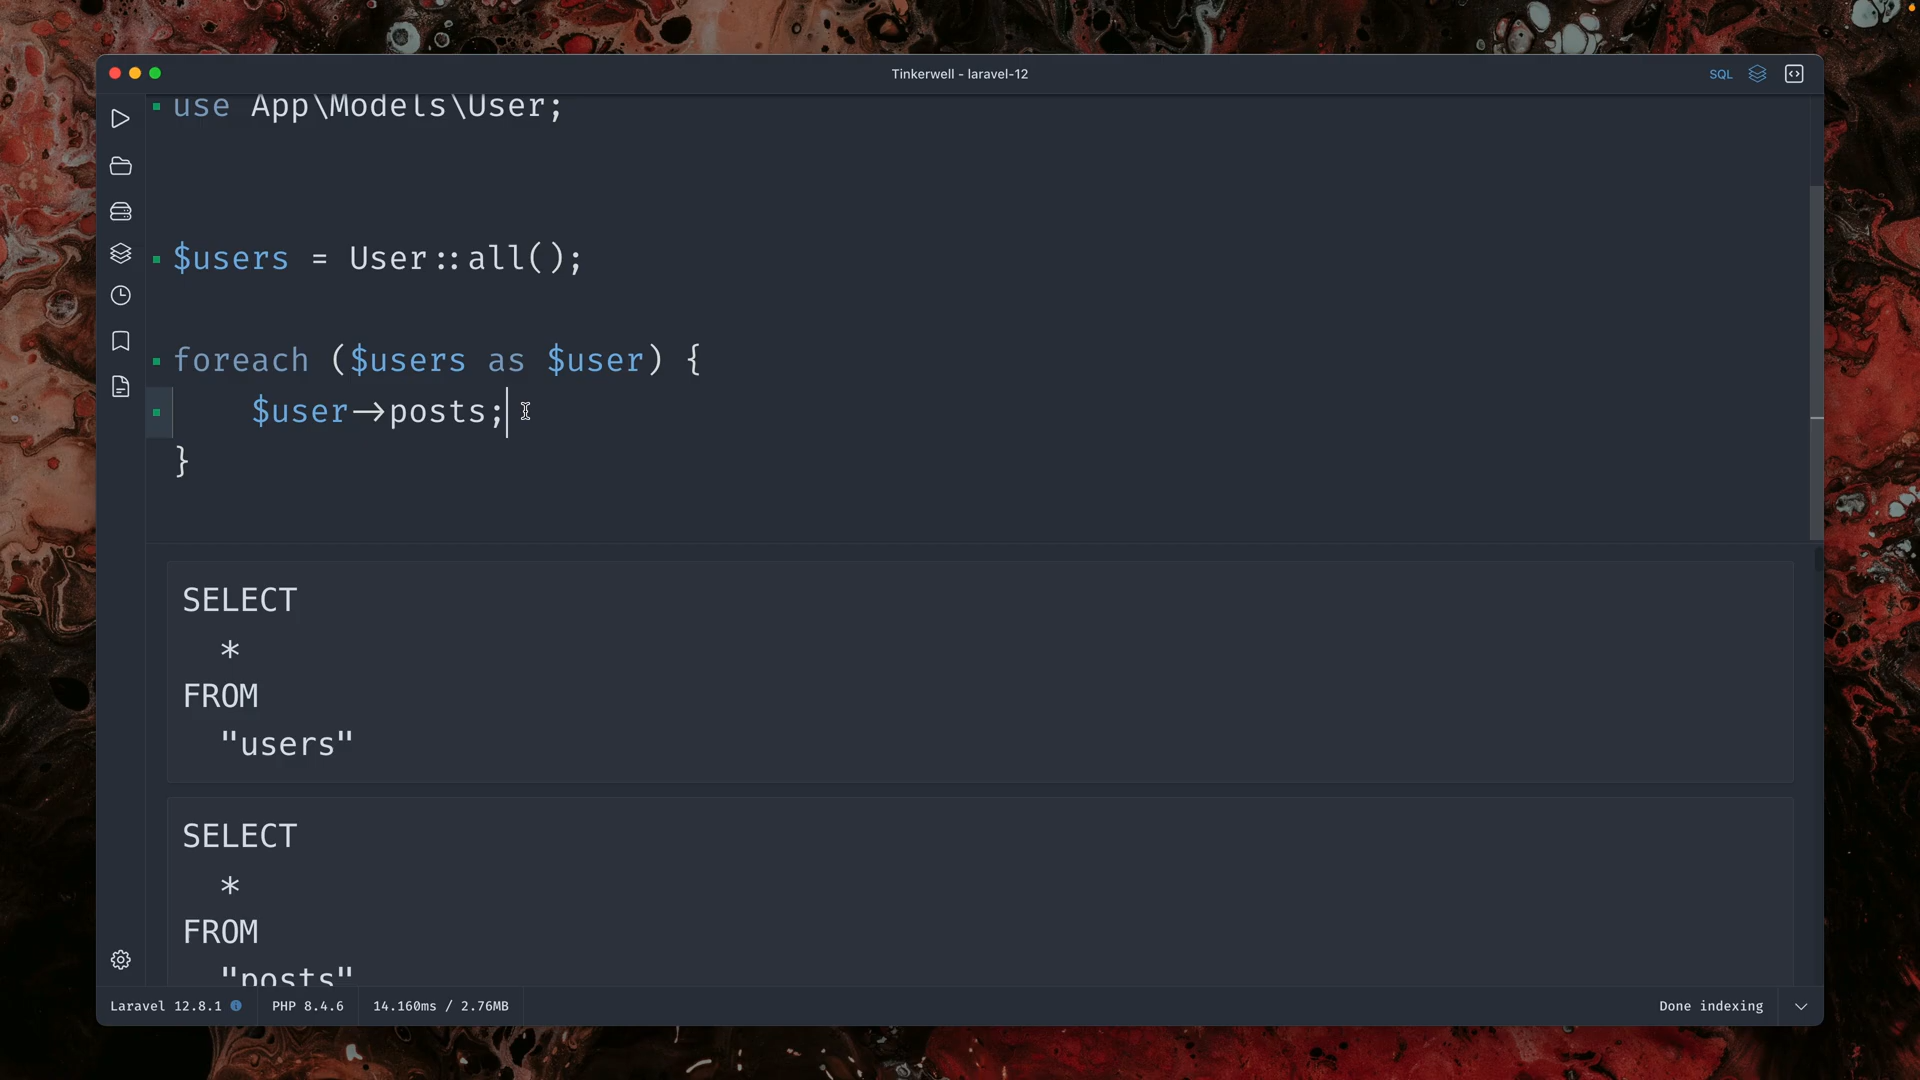 Tinkerwell - laravel-12
SQL
use App\Models\User;
$users = User::all();
foreach ($users as $user) {
$user->posts;
}
SELECT
*
FROM
"users"
SELECT
*
FROM
"posts"
Laravel 12.8.1 PHP 8.4.6 14.160ms / 2.76MB Done indexing